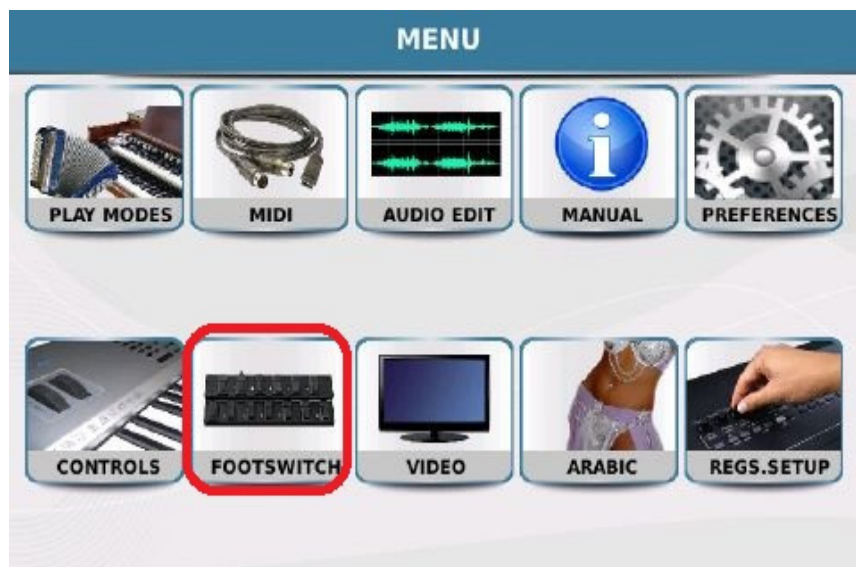 MENU
PLAY MODES
MIDI
AUDIO EDIT
MANUAL
PREFERENCES
CONTROLS
FOOTSWITCH
VIDEO
ARABIC
REGS.SETUP